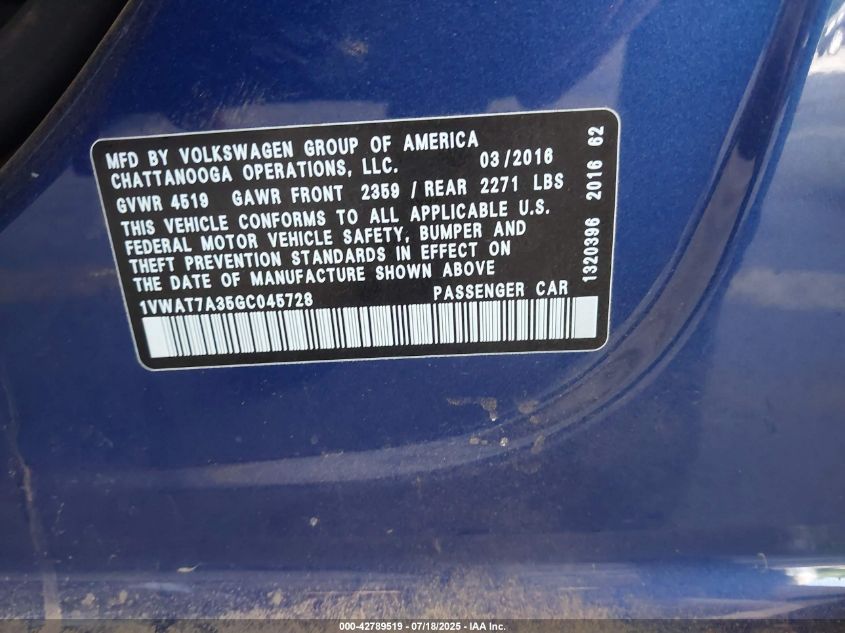 MFD BY VOLKSWAGEN GROUP OF AMERICA
CHATTANOOGA OPERATIONS, LLC. 03/2016
GVWR 4519 GAWR FRONT 2359 / REAR 2271 LBS
THIS VEHICLE CONFORMS TO ALL APPLICABLE U.S.
FEDERAL MOTOR VEHICLE SAFETY, BUMPER AND
THEFT PREVENTION STANDARDS IN EFFECT ON
THE DATE OF MANUFACTURE SHOWN ABOVE
1VWAT7A35GC045728 PASSENGER CAR
1320396 2016 62
000-42789519 - 07/18/2025 - IAA Inc.